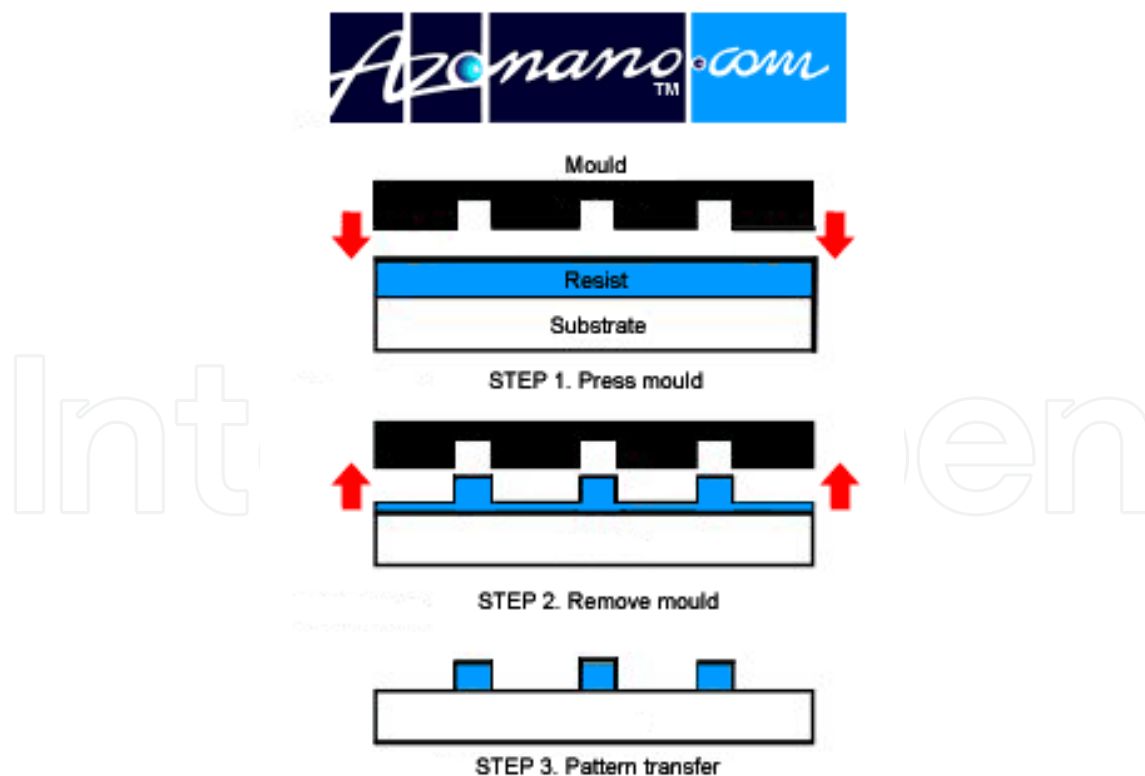 Azonano.com
TM
Mould
Resist
Substrate
STEP 1. Press mould
STEP 2. Remove mould
STEP 3. Pattern transfer